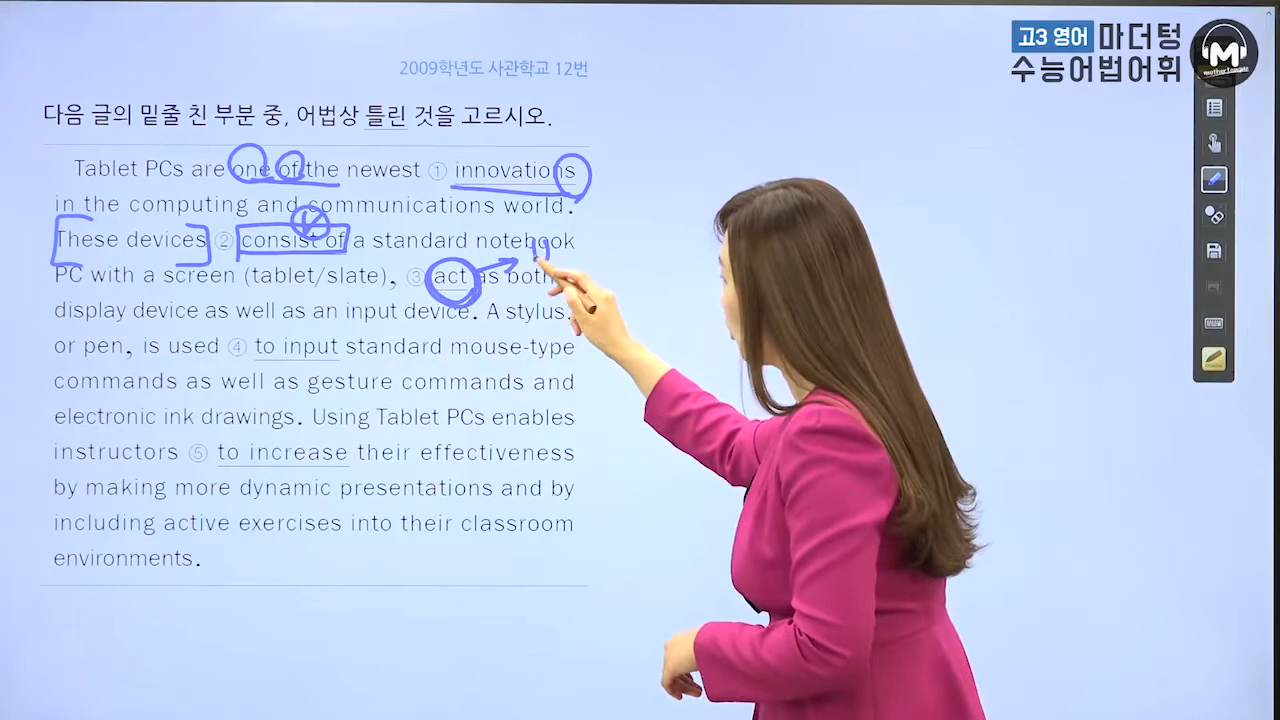 고3 영어 마더텅
수능어법어휘
M
mother tongue
2009학년도 사관학교 12번
다음 글의 밑줄 친 부분 중, 어법상 틀린 것을 고르시오.
Tablet PCs are one of the newest ① innovations
in the computing and communications world.
These devices ② consist of a standard notebook
PC with a screen (tablet/slate), ③ act as both
display device as well as an input device. A stylus,
or pen, is used ④ to input standard mouse-type
commands as well as gesture commands and
electronic ink drawings. Using Tablet PCs enables
instructors ⑤ to increase their effectiveness
by making more dynamic presentations and by
including active exercises into their classroom
environments.